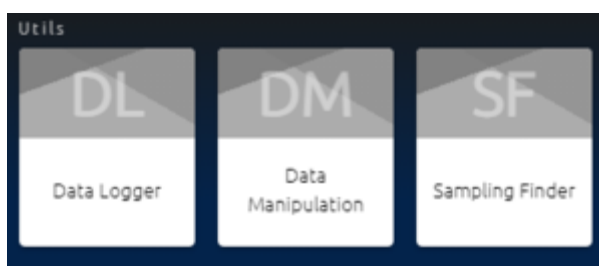 Utils
DL
DM
SF
Data Logger
Data
Manipulation
Sampling Finder